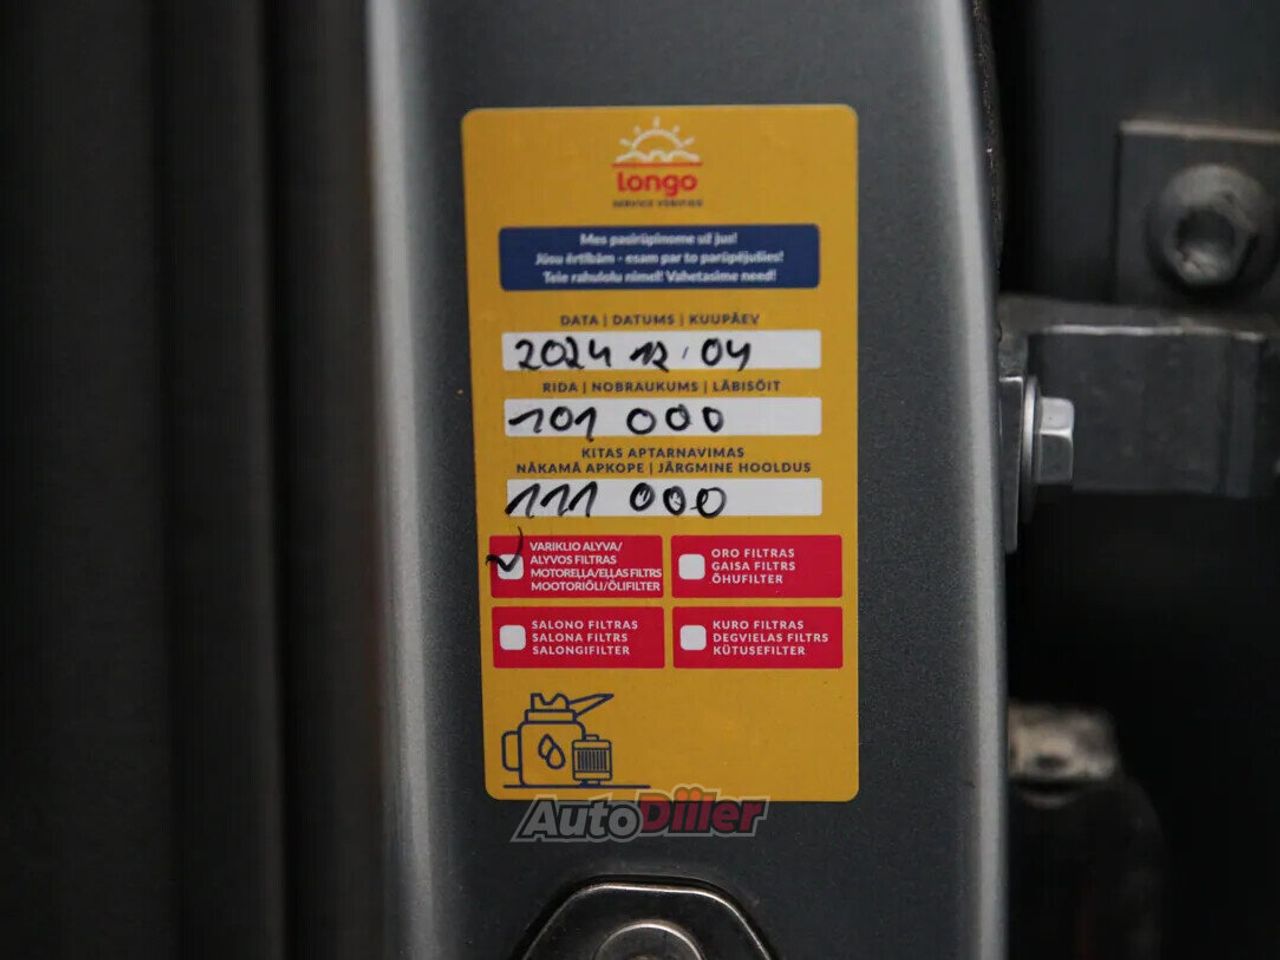 longo
SERVICE VERIFIED
Mes pasirūpinome už jus!
Jūsu ērtībām - esam par to parūpējušies!
Teie rahulolu nimel! Vahetasime need!
DATA | DATUMS | KUUPÄEV
2024 12 . 04
RIDA | NOBRAUKUMS | LÄBISÕIT
101 000
KITAS APTARNAVIMAS
NĀKAMĀ APKOPE | JÄRGMINE HOOLDUS
111 000
VARIKLIO ALYVA/
ALYVOS FILTRAS
MOTOREĻĻA/EĻĻAS FILTRS
MOOTORIÕLI/ÕLIFILTER
ORO FILTRAS
GAISA FILTRS
ÕHUFILTER
SALONO FILTRAS
SALONA FILTRS
SALONGIFILTER
KURO FILTRAS
DEGVIELAS FILTRS
KÜTUSEFILTER
AutoDiiler